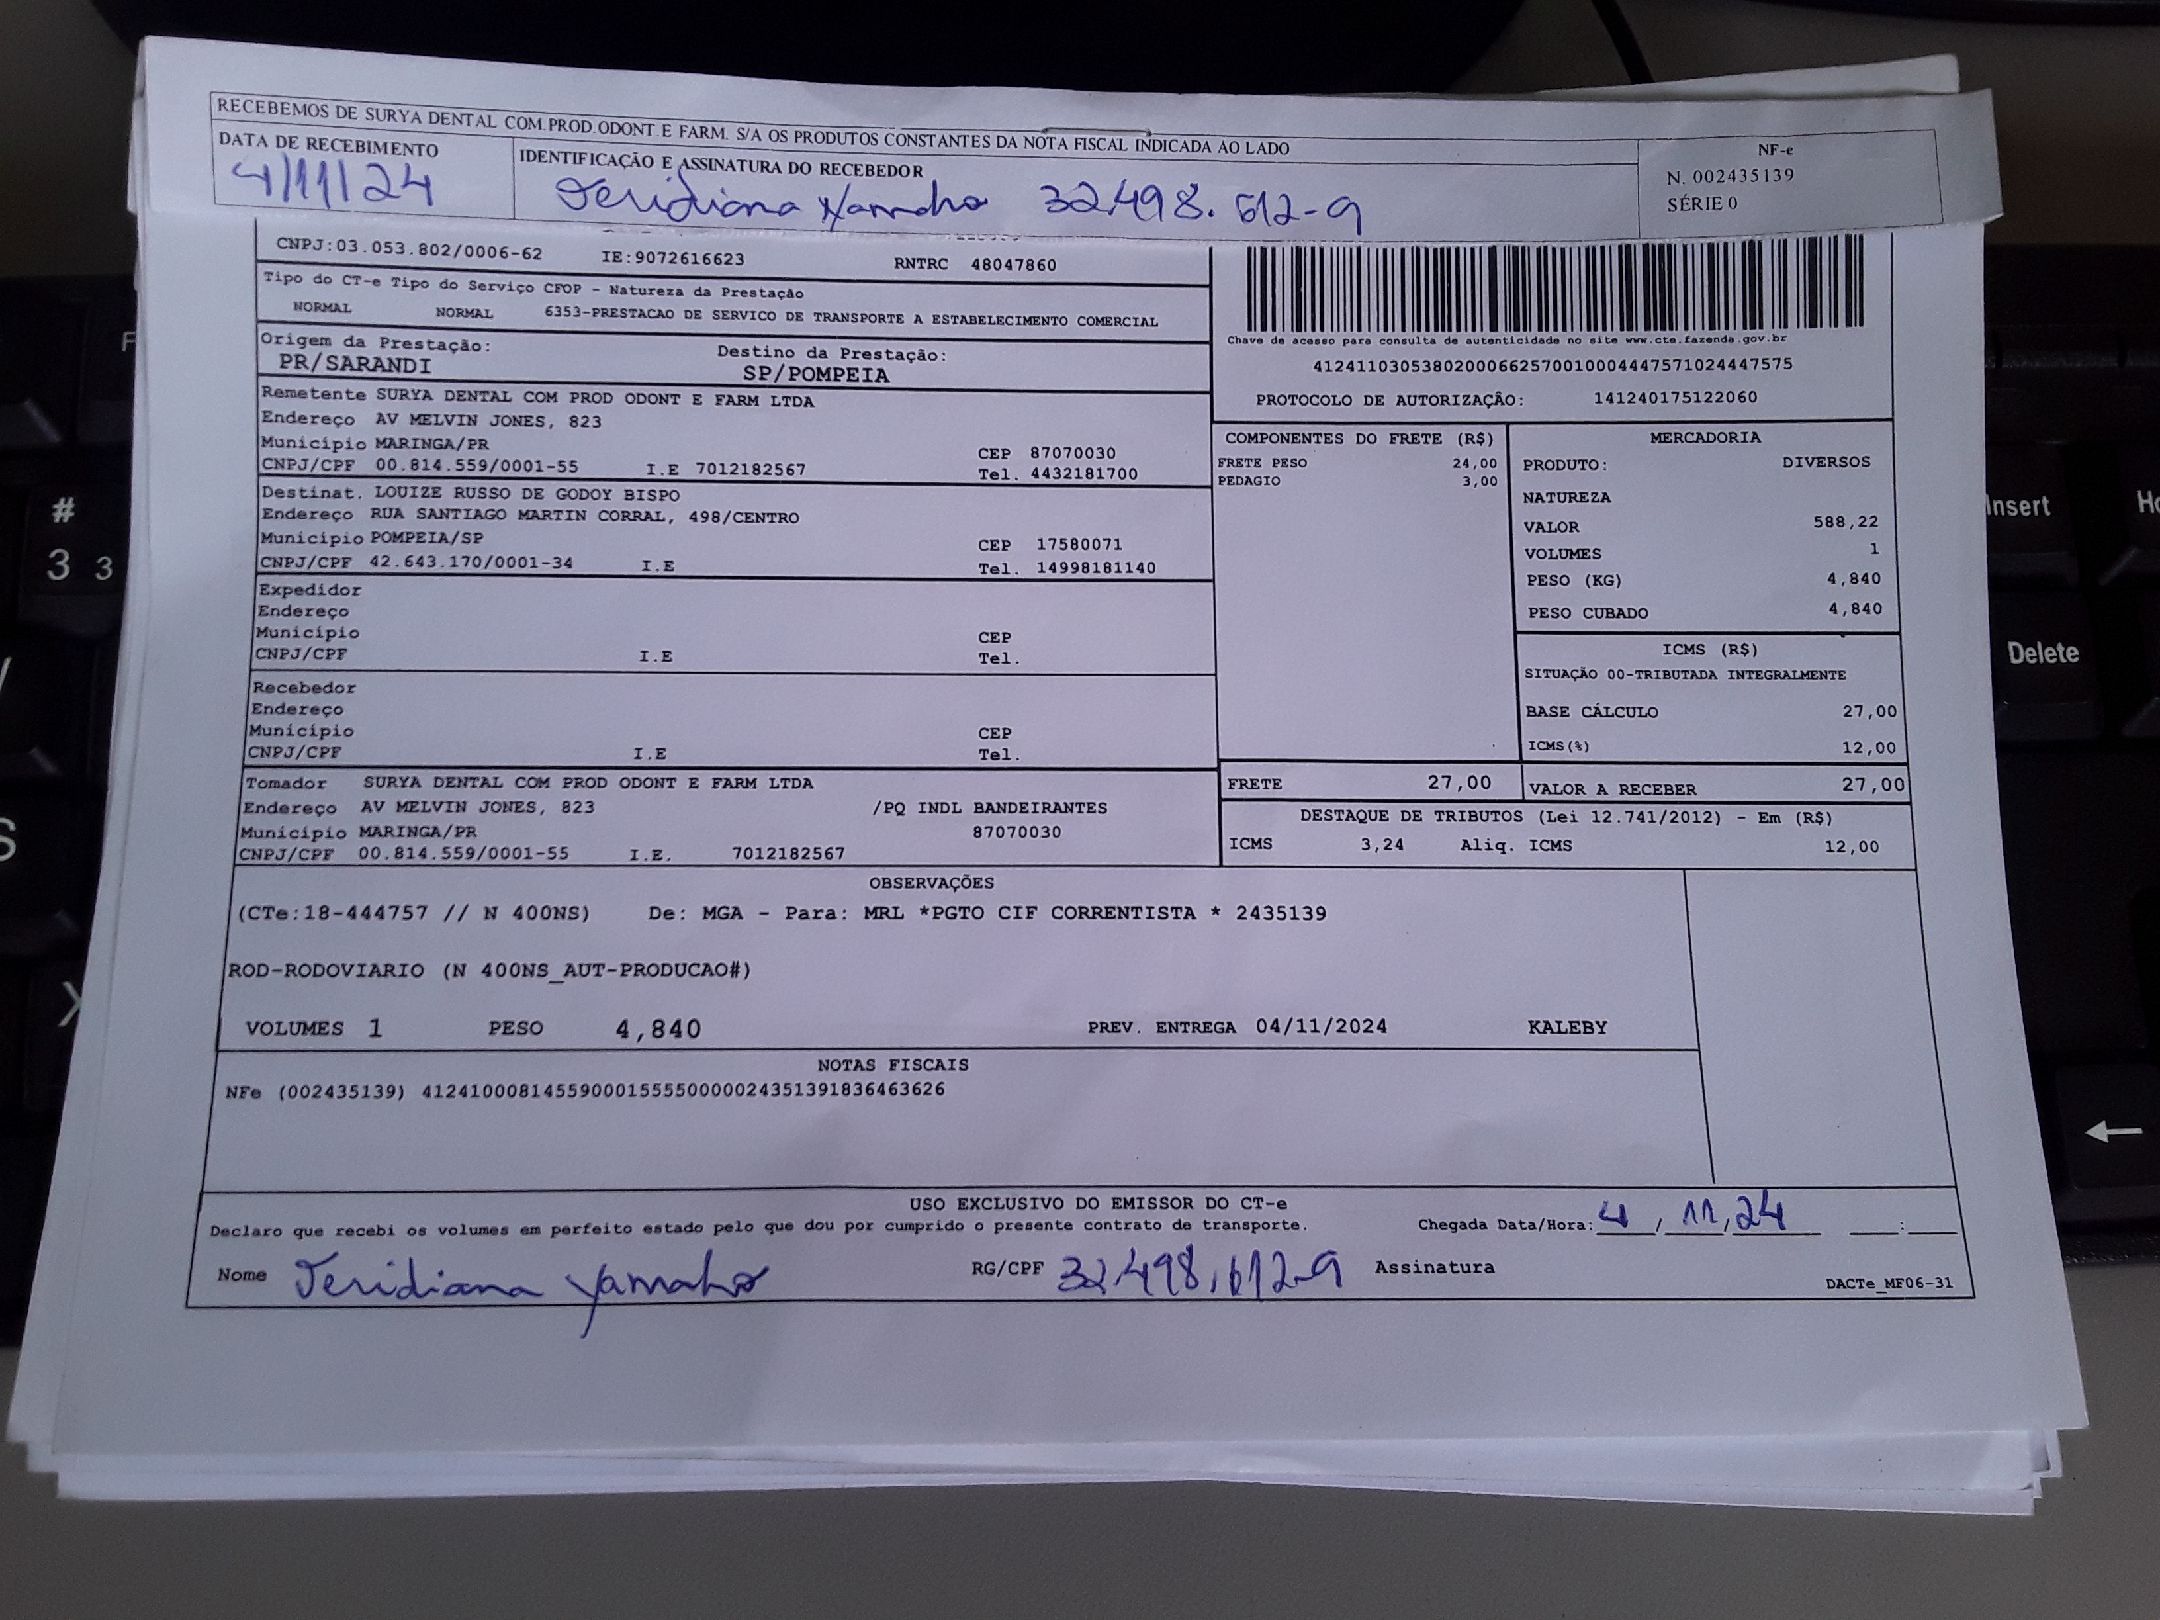 RECEBEMOS DE SURYA DENTAL COM.PROD.ODONT.E FARM. S/A OS PRODUTOS CONSTANTES DA NOTA FISCAL INDICADA AO LADO
DATA DE RECEBIMENTO
4/11/24
IDENTIFICAÇÃO E ASSINATURA DO RECEBEDOR
32.498.612-9
NF-e
N. 002435139
SÉRIE 0
CNPJ:03.053.802/0006-62 IE:9072616623 RNTRC 48047860
Tipo do CT-e Tipo do Serviço CFOP - Natureza da Prestação
NORMAL NORMAL 6353-PRESTACAO DE SERVICO DE TRANSPORTE A ESTABELECIMENTO COMERCIAL
Origem da Prestação: Destino da Prestação:
PR/SARANDI SP/POMPEIA
Chave de acesso para consulta de autenticidade no site www.cte.fazenda.gov.br
41241103053802000662570010004447571024447575
PROTOCOLO DE AUTORIZAÇÃO: 141240175122060
Remetente SURYA DENTAL COM PROD ODONT E FARM LTDA
Endereço AV MELVIN JONES, 823
Município MARINGA/PR CEP 87070030
CNPJ/CPF 00.814.559/0001-55 I.E 7012182567 Tel. 4432181700
Destinat. LOUIZE RUSSO DE GODOY BISPO
Endereço RUA SANTIAGO MARTIN CORRAL, 498/CENTRO
Município POMPEIA/SP CEP 17580071
CNPJ/CPF 42.643.170/0001-34 I.E Tel. 14998181140
Expedidor
Endereço
Município CEP
CNPJ/CPF I.E Tel.
Recebedor
Endereço
Município CEP
CNPJ/CPF I.E Tel.
Tomador SURYA DENTAL COM PROD ODONT E FARM LTDA
Endereço AV MELVIN JONES, 823 /PQ INDL BANDEIRANTES
Município MARINGA/PR 87070030
CNPJ/CPF 00.814.559/0001-55 I.E. 7012182567
COMPONENTES DO FRETE (R$)
FRETE PESO 24,00
PEDAGIO 3,00
MERCADORIA
PRODUTO: DIVERSOS
NATUREZA
VALOR 588,22
VOLUMES 1
PESO (KG) 4,840
PESO CUBADO 4,840
ICMS (R$)
SITUAÇÃO 00-TRIBUTADA INTEGRALMENTE
BASE CÁLCULO 27,00
ICMS(%) 12,00
FRETE 27,00 VALOR A RECEBER 27,00
DESTAQUE DE TRIBUTOS (Lei 12.741/2012) - Em (R$)
ICMS 3,24 Aliq. ICMS 12,00
OBSERVAÇÕES
(CTe:18-444757 // N 400NS) De: MGA - Para: MRL *PGTO CIF CORRENTISTA * 2435139
ROD-RODOVIARIO (N 400NS_AUT-PRODUCAO#)
VOLUMES 1 PESO 4,840 PREV. ENTREGA 04/11/2024 KALEBY
NOTAS FISCAIS
NFe (002435139) 41241000814559000155550000024351391836463626
USO EXCLUSIVO DO EMISSOR DO CT-e
Declaro que recebi os volumes em perfeito estado pelo que dou por cumprido o presente contrato de transporte. Chegada Data/Hora: 4 / 11 / 24 :
Nome RG/CPF 32.498.612-9 Assinatura
DACTe_MF06-31
#
3 3
Insert
Delete